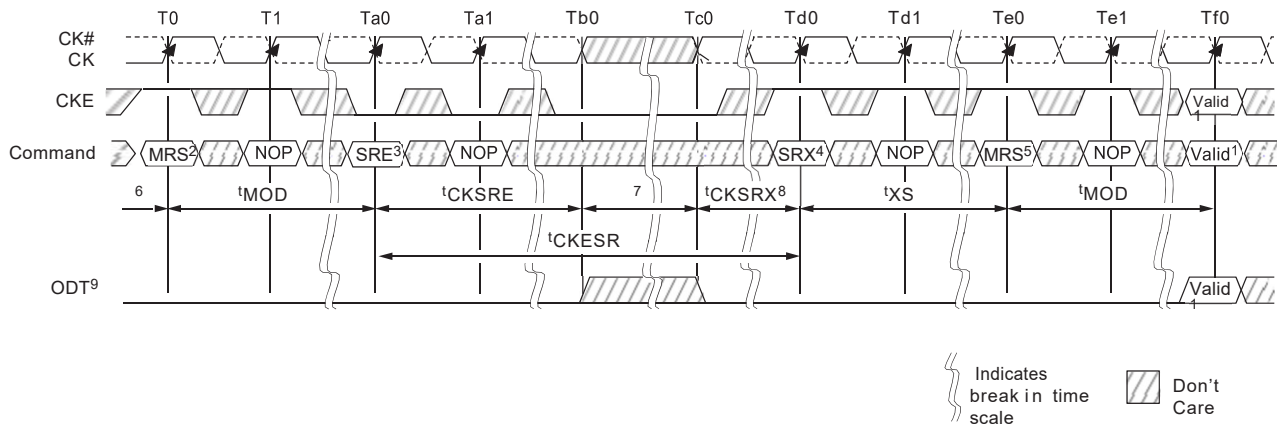 T0 T1 Ta0 Ta1 Tb0 Tc0 Td0 Td1 Te0 Te1 Tf0
CK#
CK
CKE
Valid
1
Command MRS2 NOP SRE3 NOP SRX4 NOP MRS5 NOP Valid1
6 tMOD tCKSRE 7 tCKSRX8 tXS tMOD
tCKESR
ODT9 Valid
1
Indicates
break in time
scale
Don't
Care